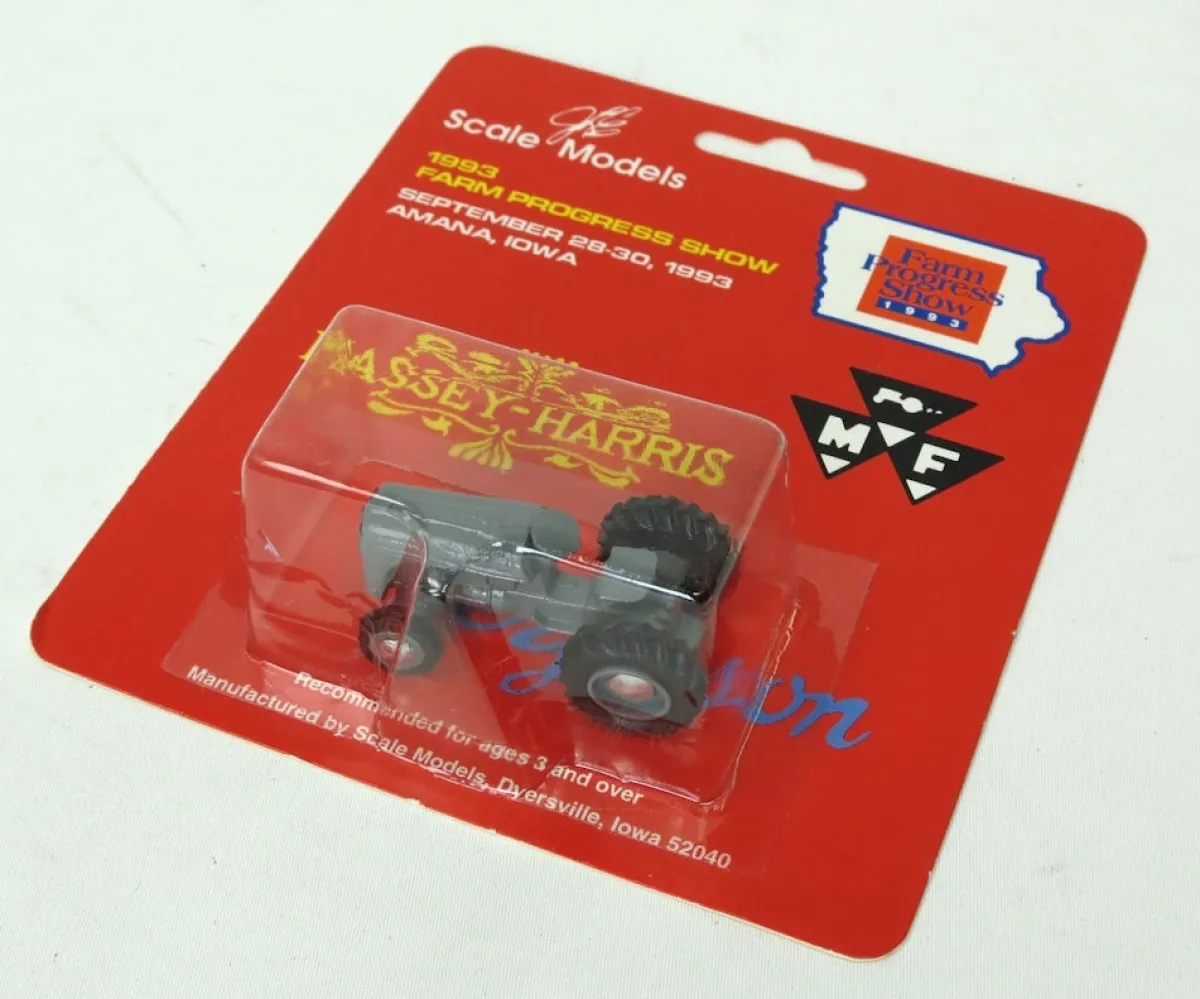 Scale Models
1993
FARM PROGRESS SHOW
SEPTEMBER 28-30, 1993
AMANA, IOWA
Farm
Progress
Show
1993
MASSEY-HARRIS
M F
Recommended for ages 3 and over
Manufactured by Scale Models, Dyersville, Iowa 52040